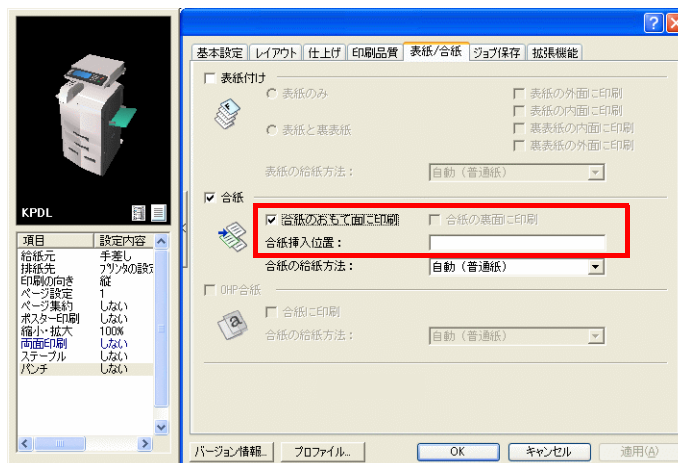 基本設定 レイアウト 仕上げ 印刷品質 表紙/合紙 ジョブ保存 拡張機能
表紙付け
表紙のみ
表紙の外面に印刷
表紙の内面に印刷
表紙と裏表紙
裏表紙の内面に印刷
裏表紙の外面に印刷
表紙の給紙方法：
自動（普通紙）
合紙
合紙のおもて面に印刷
合紙の裏面に印刷
合紙挿入位置：
合紙の給紙方法：
自動（普通紙）
OHP合紙
合紙に印刷
合紙の給紙方法：
自動（普通紙）
KPDL
項目 設定内容
給紙元 手差し
排紙先 プリンタの設定
印刷の向き 縦
ページ設定 1
ページ集約 しない
ポスター印刷 しない
縮小・拡大 100%
両面印刷 しない
ステープル しない
パンチ しない
バージョン情報... プロファイル... OK キャンセル 適用(A)